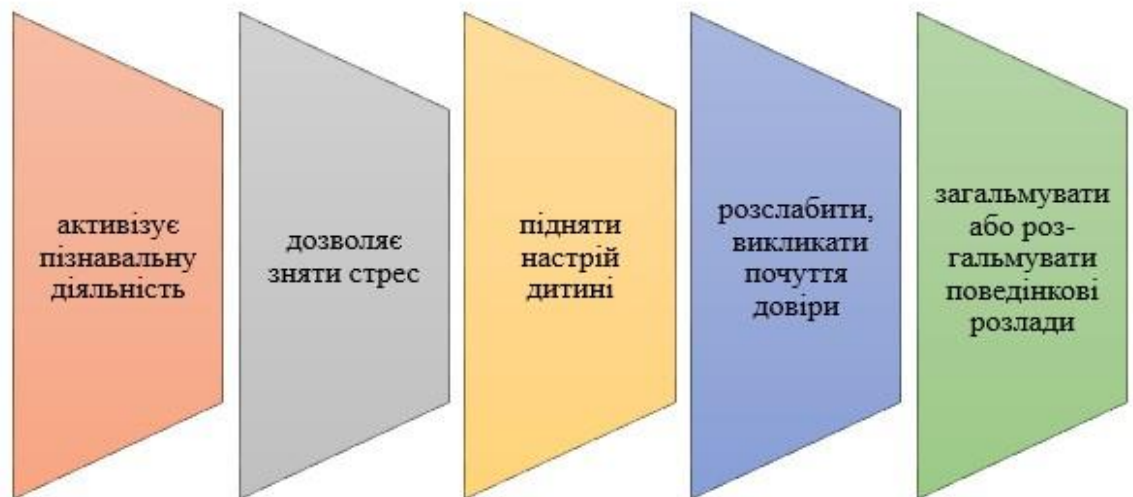 активізує
пізнавальну
діяльність
дозволяє
зняти стрес
підняти
настрій
дитині
розслабити,
викликати
почуття
довіри
загальмувати
або роз-
гальмувати
поведінкові
розлади